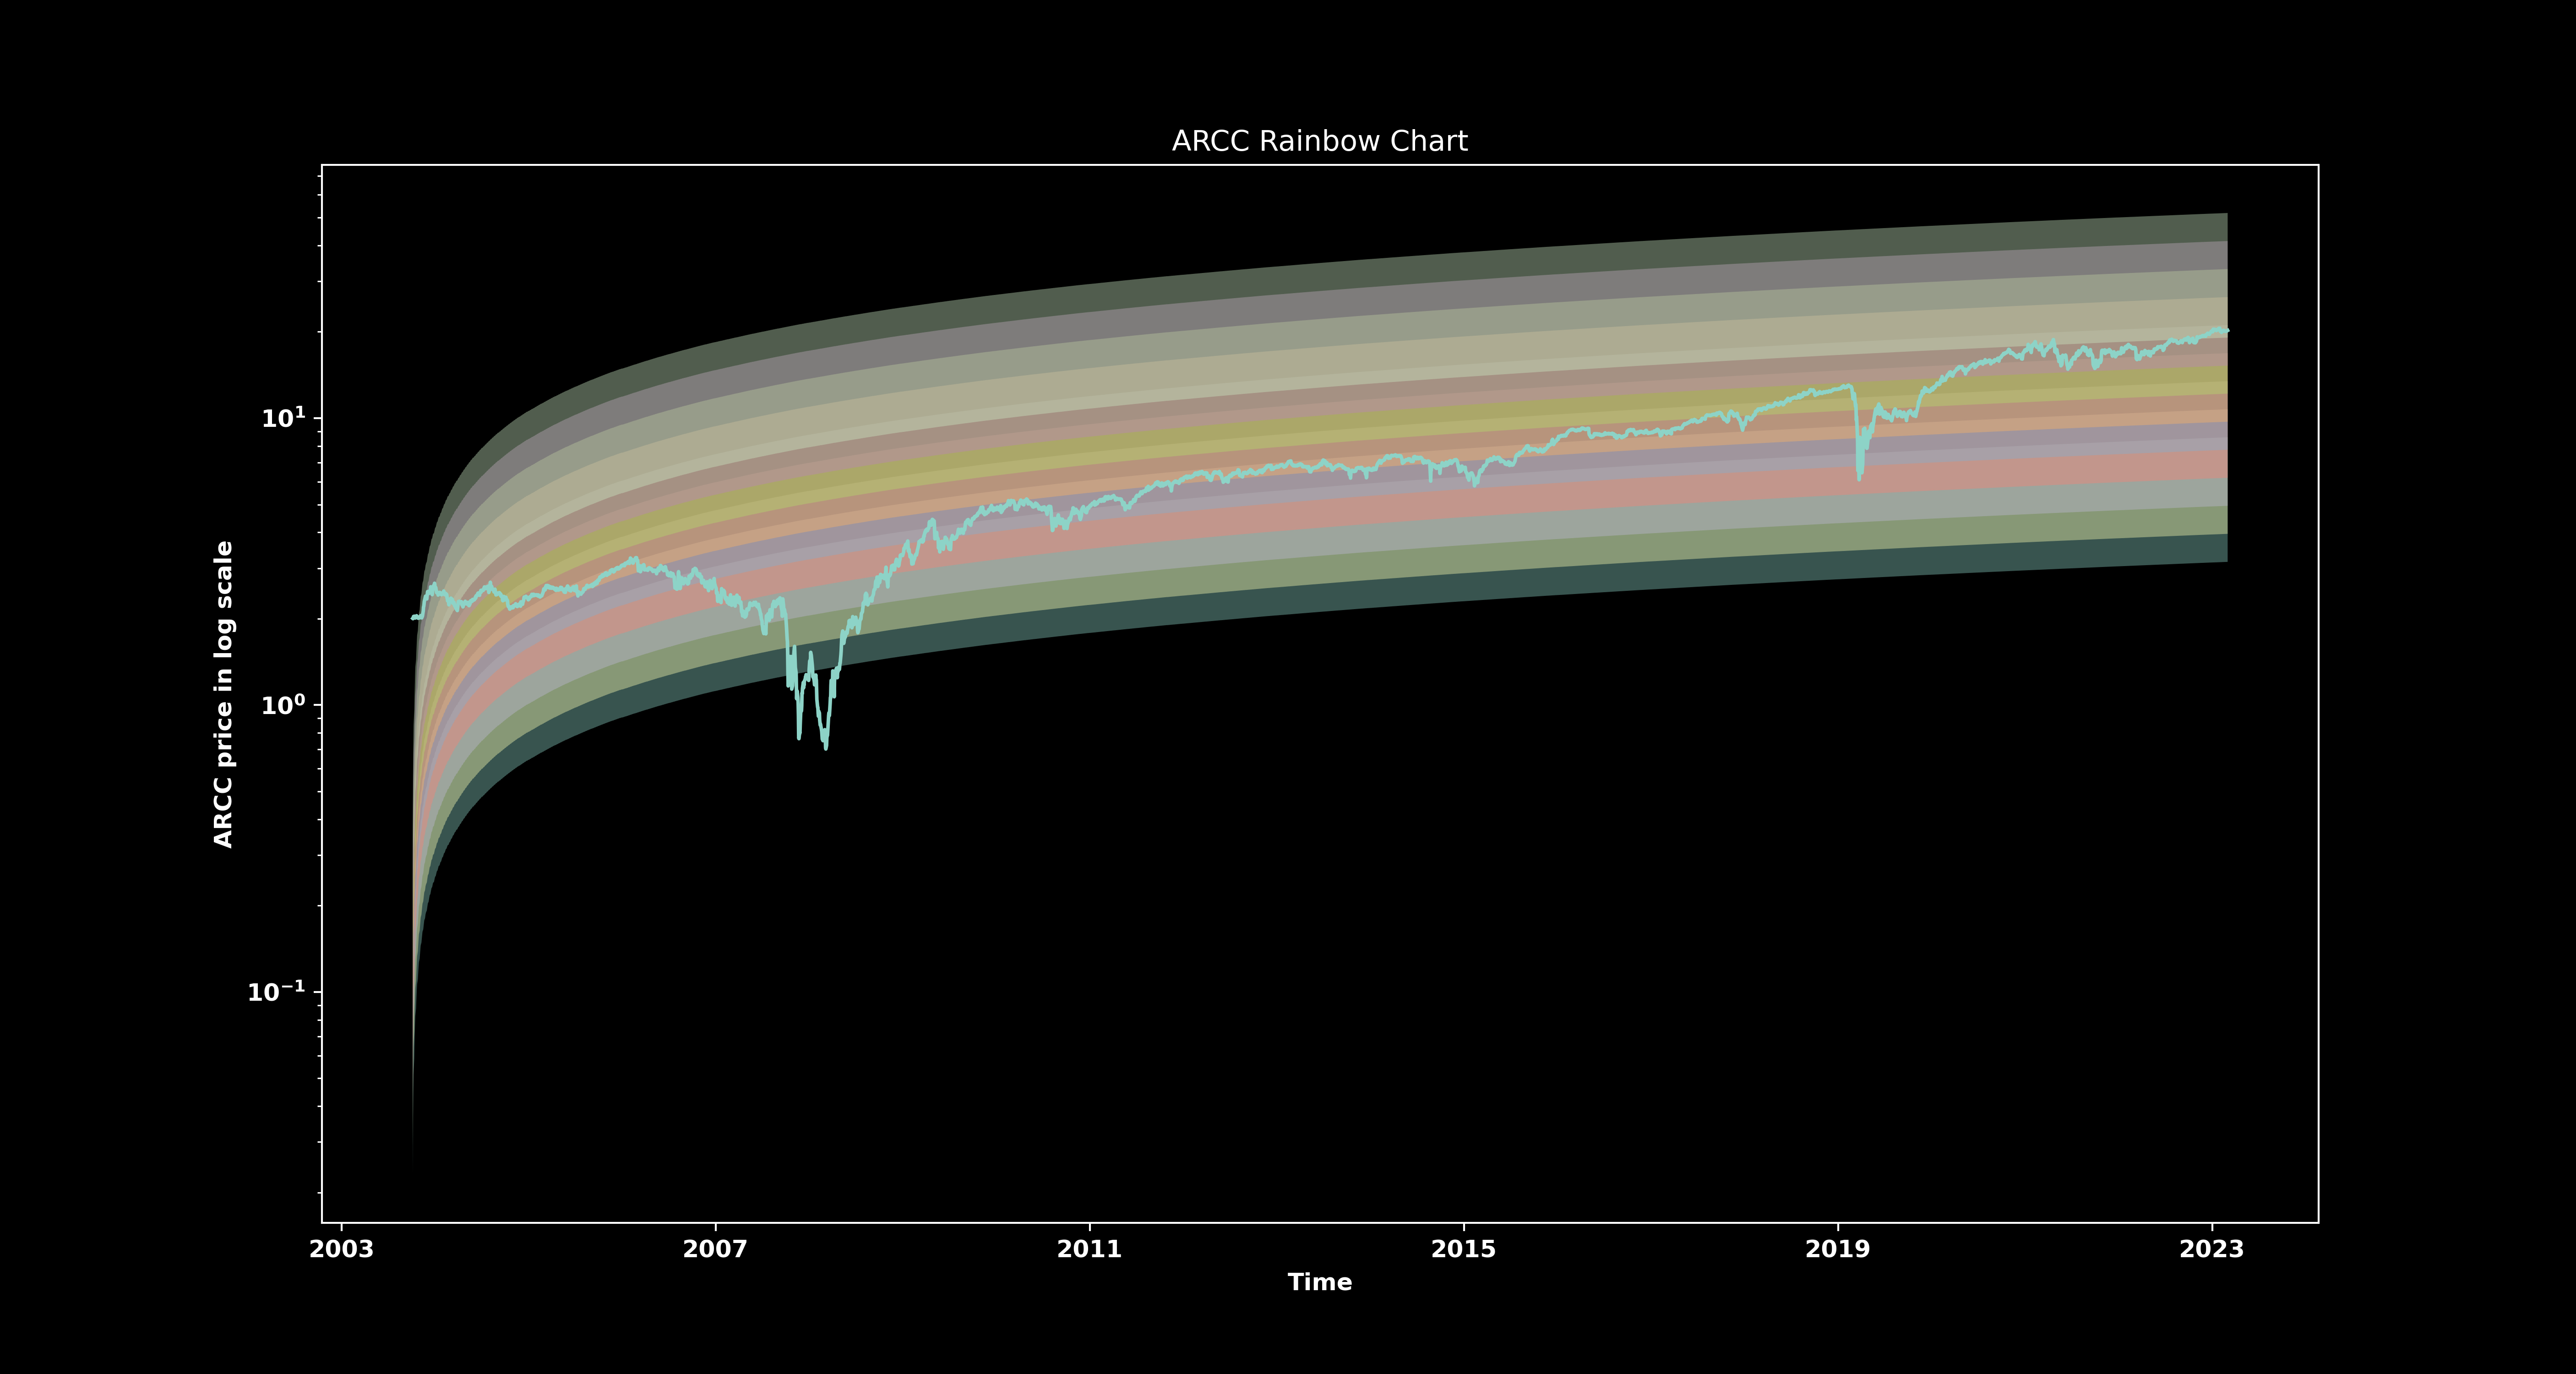 ARCC Rainbow Chart
ARCC price in log scale
10¹
10⁰
10⁻¹
2003 2007 2011 2015 2019 2023
Time